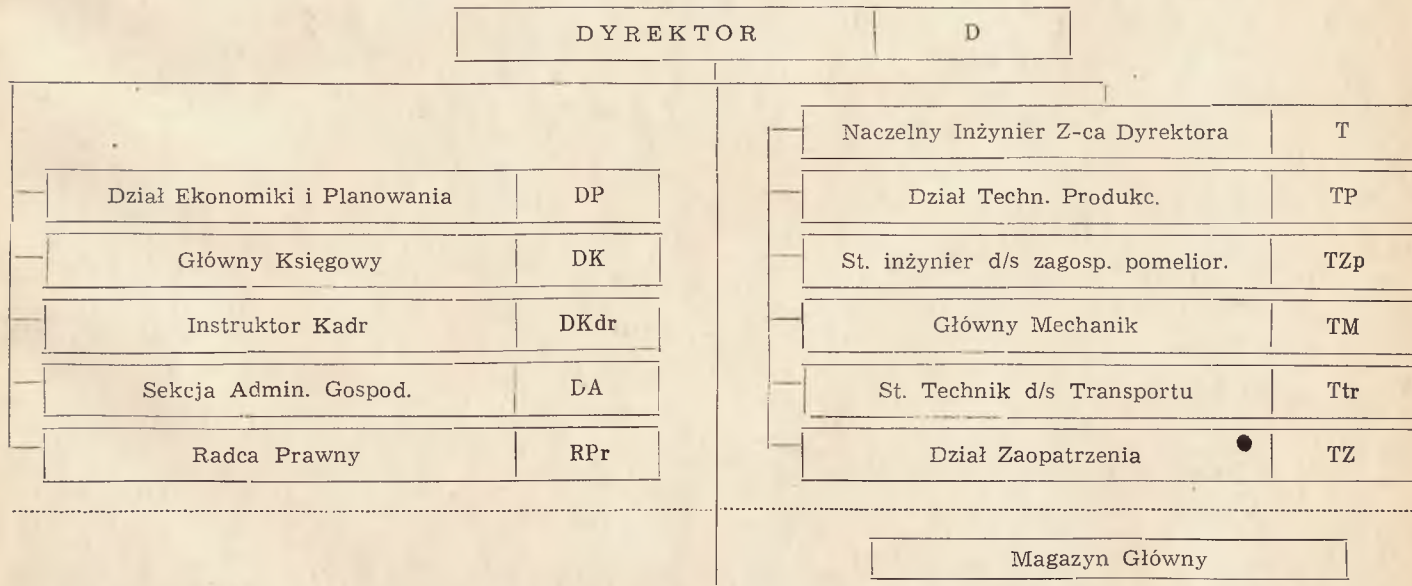 DYREKTOR D
Dział Ekonomiki i Planowania DP
Główny Księgowy DK
Instruktor Kadr DKdr
Sekcja Admin. Gospod. DA
Radca Prawny RPr
Naczelny Inżynier Z-ca Dyrektora T
Dział Techn. Produkc. TP
St. inżynier d/s zagosp. pomelior. TZp
Główny Mechanik TM
St. Technik d/s Transportu Ttr
Dział Zaopatrzenia TZ
Magazyn Główny